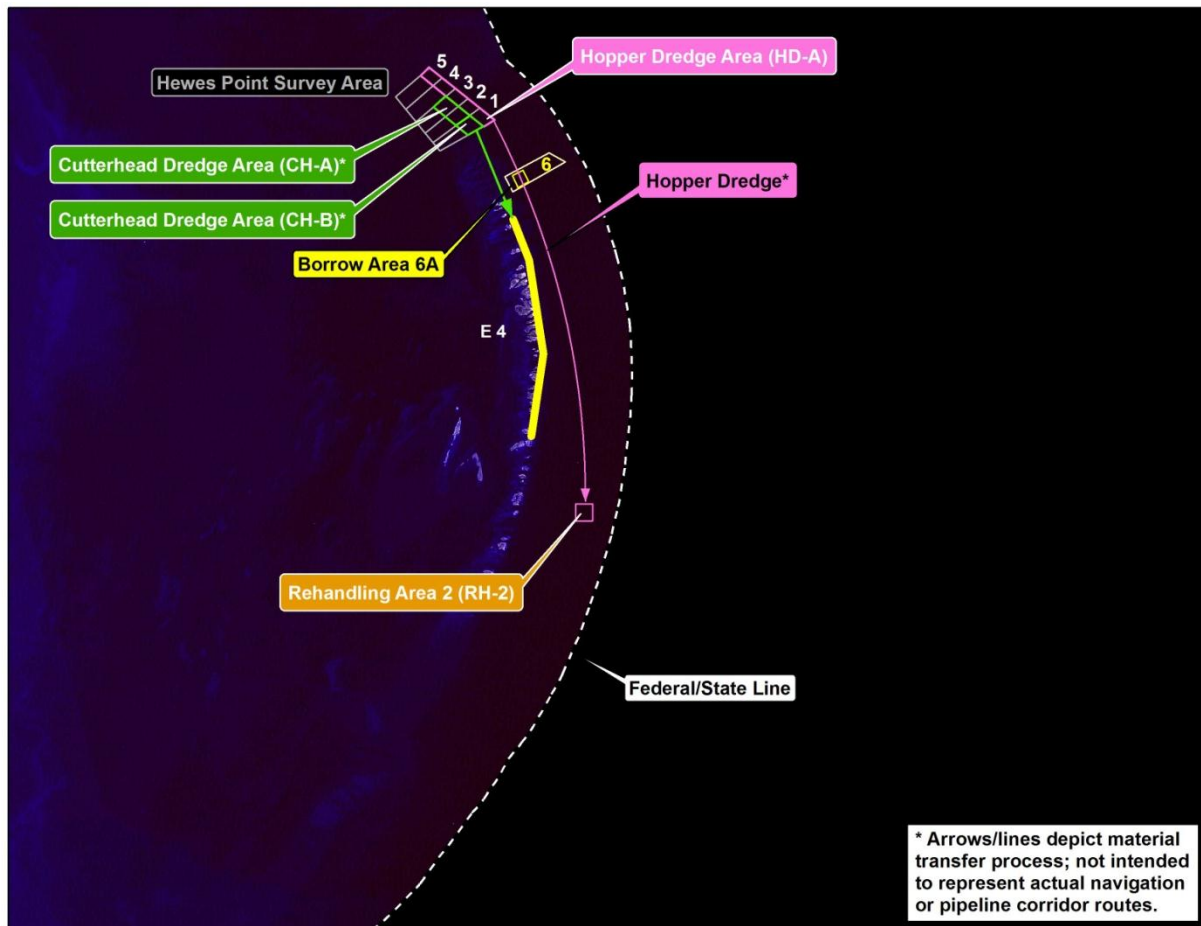 Hopper Dredge Area (HD-A)
5
4
3
2
1
Hewes Point Survey Area
Cutterhead Dredge Area (CH-A)*
6
Hopper Dredge*
Cutterhead Dredge Area (CH-B)*
Borrow Area 6A
E 4
Rehandling Area 2 (RH-2)
Federal/State Line
* Arrows/lines depict material
transfer process; not intended
to represent actual navigation
or pipeline corridor routes.